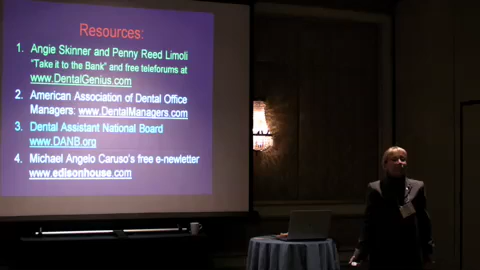 Resources:
1. Angie Skinner and Penny Reed Limoli
"Take it to the Bank" and free teleforums at
www.DentalGenius.com
2. American Association of Dental Office
Managers: www.DentalManagers.com
3. Dental Assistant National Board
www.DANB.org
4. Michael Angelo Caruso's free e-newletter
www.edisonhouse.com